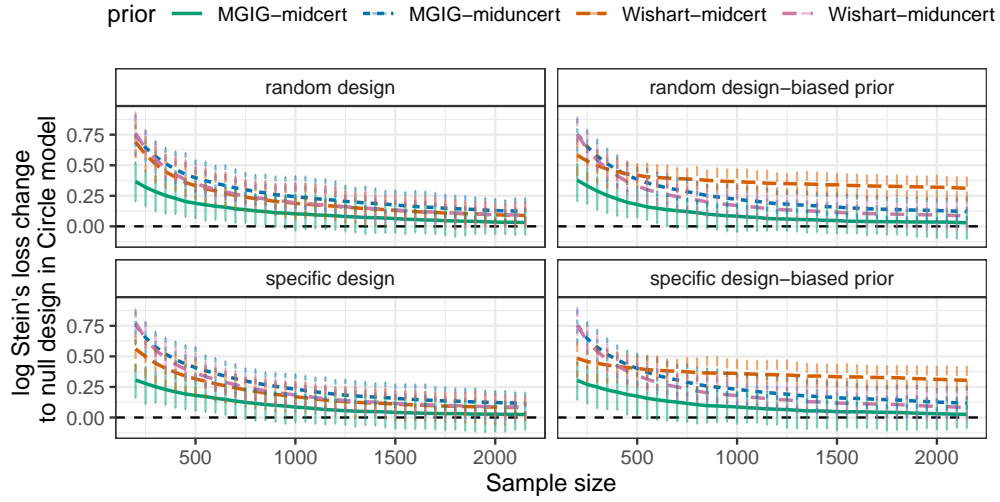 prior MGIG−midcert MGIG−miduncert Wishart−midcert Wishart−miduncert
random design random design−biased prior
0.75
0.50
0.25
0.00
specific design specific design−biased prior
0.75
0.50
0.25
0.00
500 1000 1500 2000 500 1000 1500 2000
Sample size
log Stein's loss change
to null design in Circle model